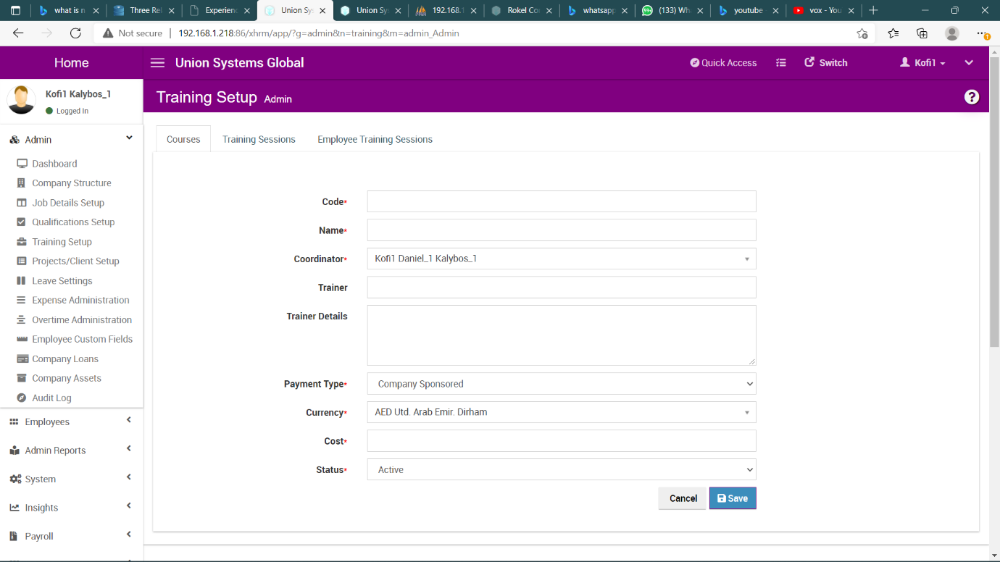 what is n
Three Rel
Experienc
Union Sys
Union Sys
192.168.1
Rokel Cor
whatsapp
(133) Wh
youtube
vox - You
Not secure
192.168.1.218:86/xhrm/app/?g=admin&n=training&m=admin_Admin
Home
Union Systems Global
Quick Access
Switch
Kofi1
Kofi1 Kalybos_1
Logged In
Training Setup Admin
Courses
Training Sessions
Employee Training Sessions
Admin
Dashboard
Company Structure
Job Details Setup
Qualifications Setup
Training Setup
Projects/Client Setup
Leave Settings
Expense Administration
Overtime Administration
Employee Custom Fields
Company Loans
Company Assets
Audit Log
Employees
Admin Reports
System
Insights
Payroll
Code*
Name*
Coordinator* Kofi1 Daniel_1 Kalybos_1
Trainer
Trainer Details
Payment Type* Company Sponsored
Currency* AED Utd. Arab Emir. Dirham
Cost*
Status* Active
Cancel
Save